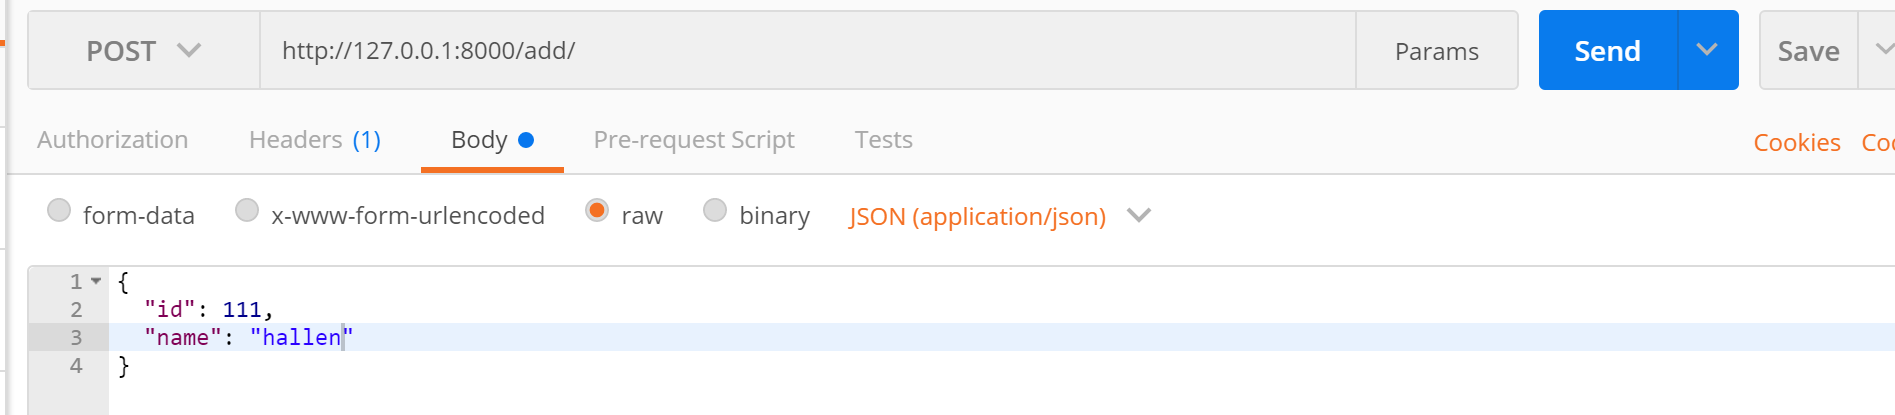 POST http://127.0.0.1:8000/add/ Params Send Save
Authorization Headers (1) Body Pre-request Script Tests Cookies
form-data x-www-form-urlencoded raw binary JSON (application/json)
1 {
2 "id": 111,
3 "name": "hallen"
4 }